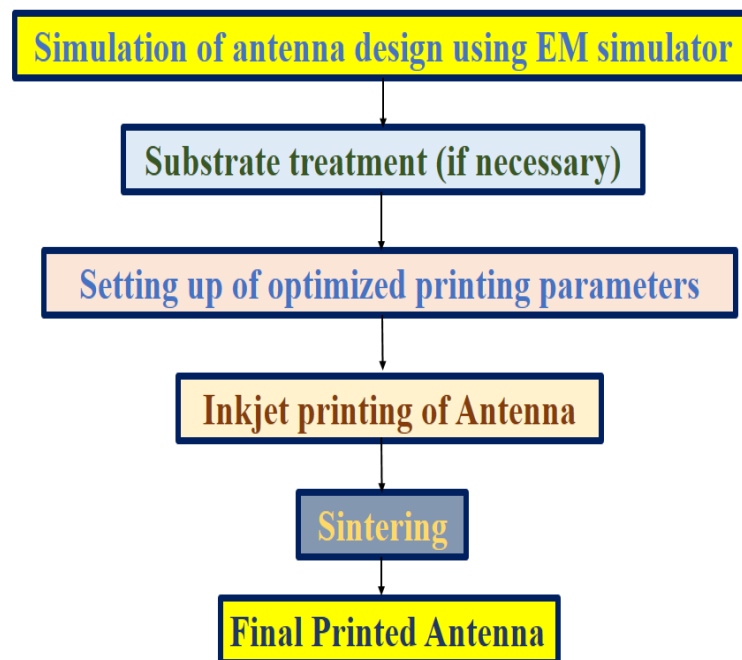 Simulation of antenna design using EM simulator
Substrate treatment (if necessary)
Setting up of optimized printing parameters
Inkjet printing of Antenna
Sintering
Final Printed Antenna